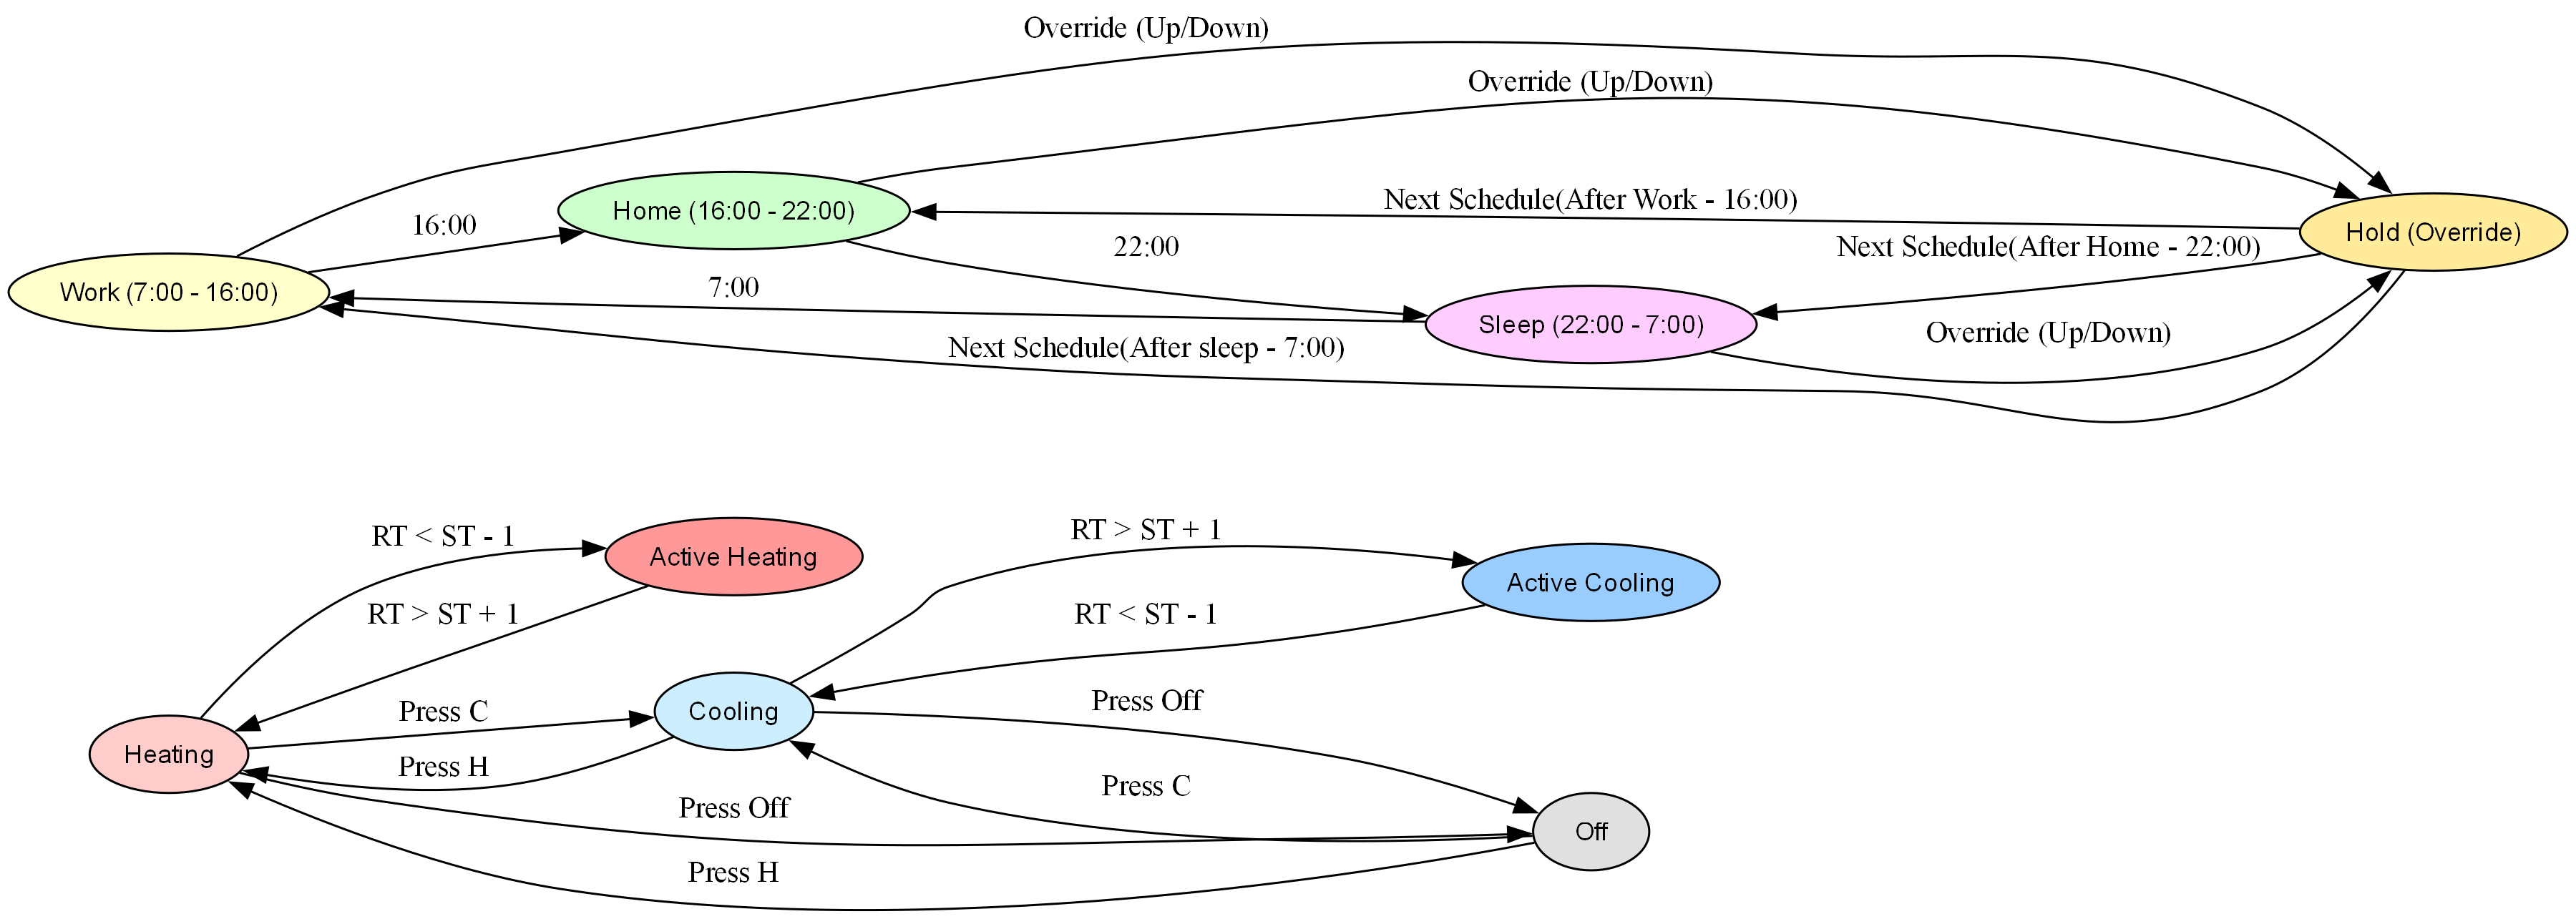 Override (Up/Down)
Override (Up/Down)
Next Schedule(After Work - 16:00)
Home (16:00 - 22:00)
16:00
Hold (Override)
22:00
Next Schedule(After Home - 22:00)
7:00
Work (7:00 - 16:00)
Sleep (22:00 - 7:00)
Override (Up/Down)
Next Schedule(After sleep - 7:00)
RT < ST - 1
RT > ST + 1
Active Heating
Active Cooling
RT > ST + 1
RT < ST - 1
Press C
Cooling
Press Off
Heating
Press H
Press C
Press Off
Off
Press H